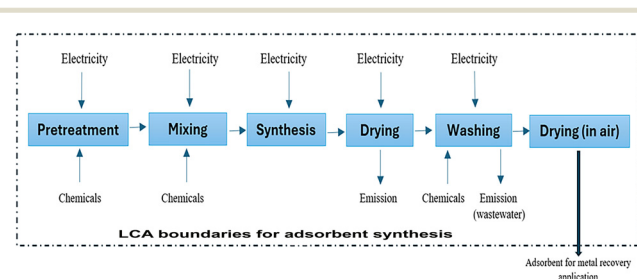 Electricity Electricity Electricity Electricity Electricity
Pretreatment Mixing Synthesis Drying Washing Drying (in air)
Chemicals Chemicals Emission Chemicals Emission
(wastewater)
LCA boundaries for adsorbent synthesis
Adsorbent for metal recovery
application